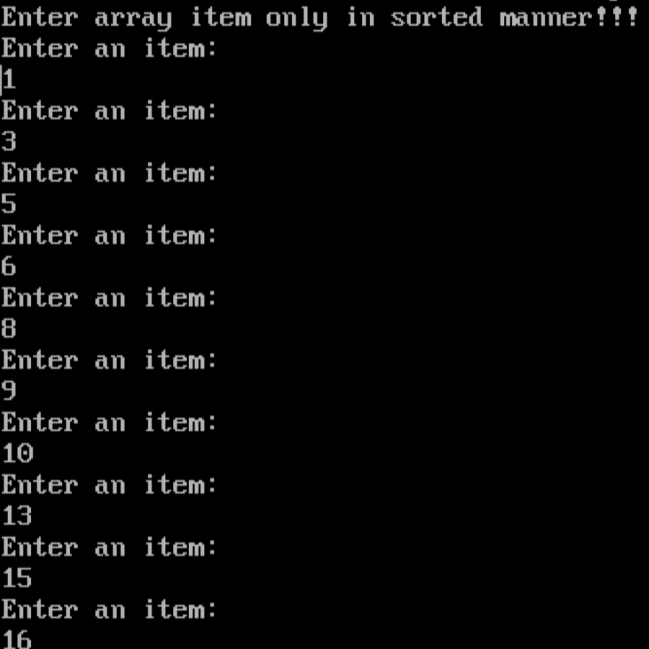 Enter array item only in sorted manner!!!
Enter an item:
1
Enter an item:
3
Enter an item:
5
Enter an item:
6
Enter an item:
8
Enter an item:
9
Enter an item:
10
Enter an item:
13
Enter an item:
15
Enter an item:
16